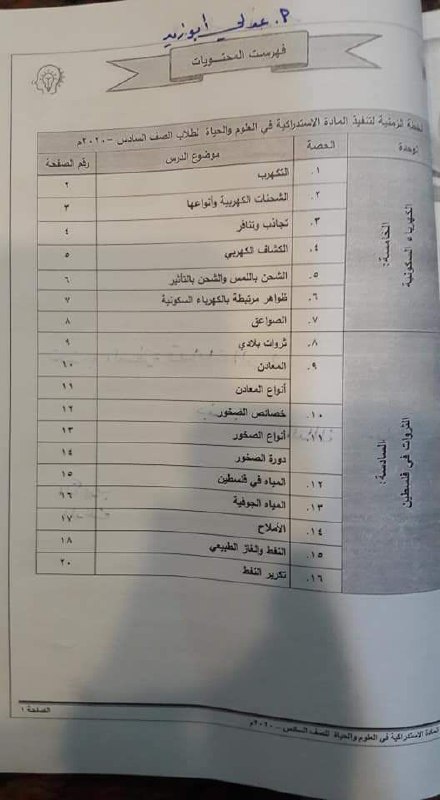 م. عدلي أبوزيد
فهرست المحتويات
الزمنية لتنفيذ المادة الاستدراكية في العلوم والحياة لطلاب الصف السادس - ٢٠٢٠م
الوحدة الحصة موضوع الدرس رقم الصفحة
الخامسة: الكهرباء السكونية
١. التكهرب ٢
٢. الشحنات الكهربية وأنواعها ٣
٣. تجاذب وتنافر ٤
٤. الكشاف الكهربي ٥
٥. الشحن باللمس والشحن بالتأثير ٦
٦. ظواهر مرتبطة بالكهرباء السكونية ٧
٧. الصواعق ٨
السادسة: الثروات في فلسطين
٨. ثروات بلادي ٩
٩. المعادن ١٠
أنواع المعادن ١١
١٠. خصائص الصخور ١٢
١١. أنواع الصخور ١٣
دورة الصخور ١٤
١٢. المياه في فلسطين ١٥
١٣. المياه الجوفية ١٦
١٤. الأملاح ١٧
١٥. النفط والغاز الطبيعي ١٨
١٦. تكرير النفط ٢٠
المادة الاستدراكية في العلوم والحياة للصف السادس - ٢٠٢٠م الصفحة ١